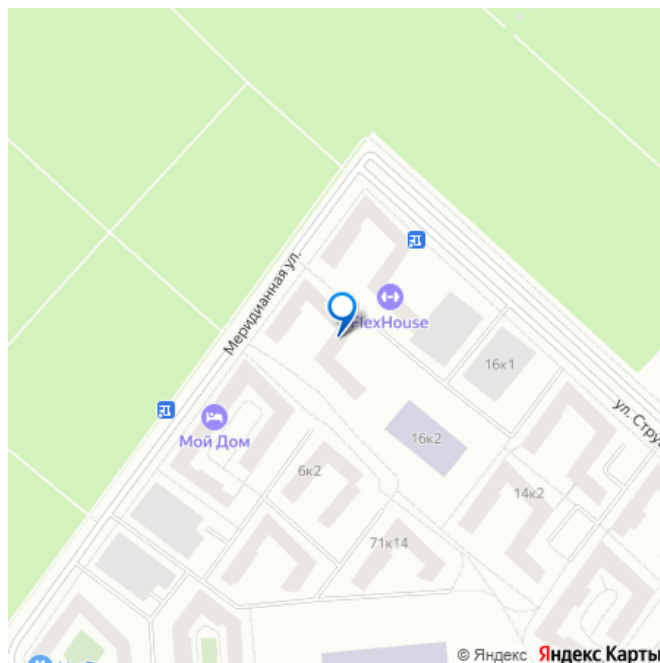 Меридианная ул.
FlexHouse
16к1
ул. Стру
Мой Дом
16к2
6к2
14к2
71к14
© Яндекс Яндекс Карты